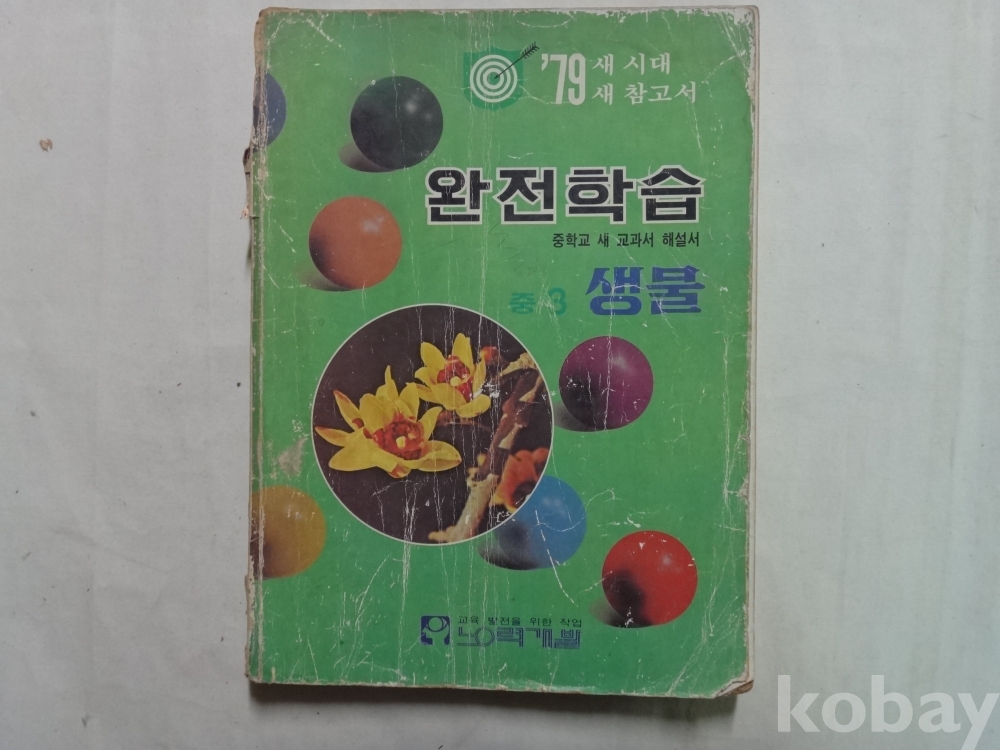 '79 새 시대
새 참고서
완전학습
중학교 새 교과서 해설서
중 3 생물
교육 발전을 위한 작업
노력개발
kobay